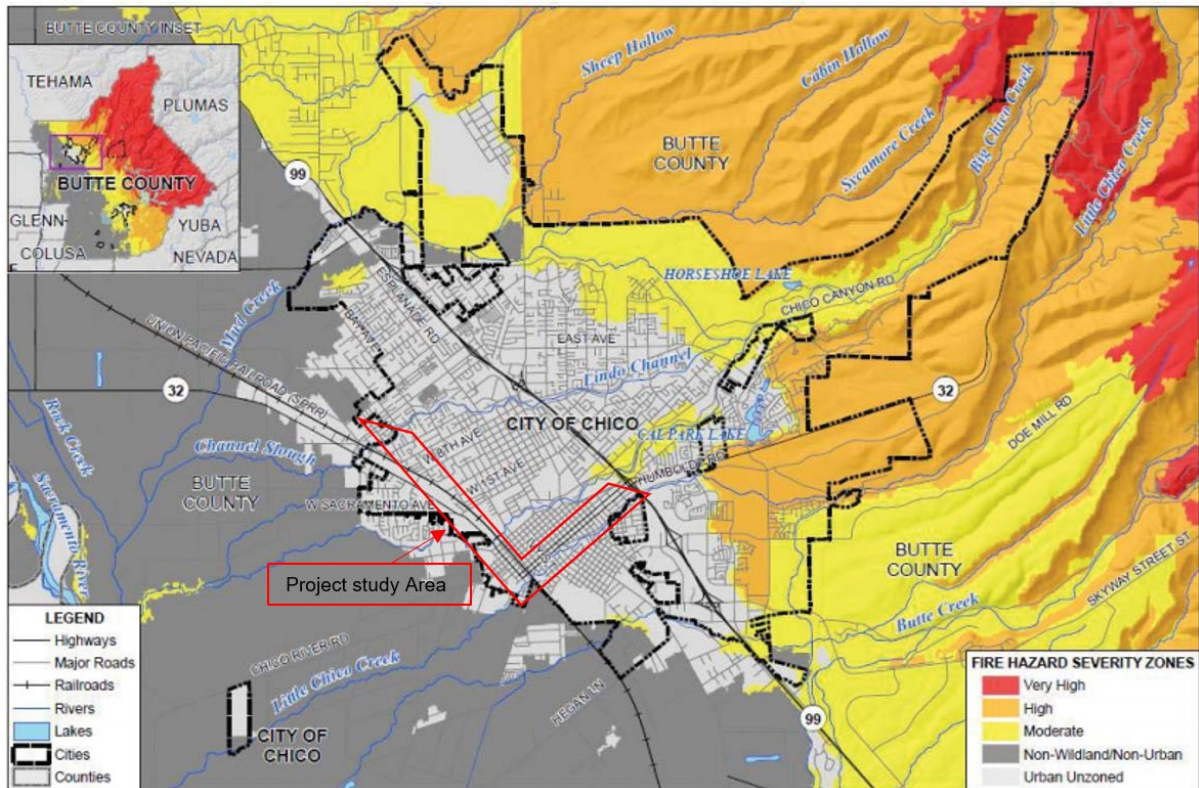 BUTTE COUNTY INSET
TEHAMA
PLUMAS
BUTTE COUNTY
GLENN
COLUSA
YUBA
NEVADA
Sheep Hollow
Cabin Hollow
Sycamore Creek
Big Chico Creek
Little Chico Creek
BUTTE
COUNTY
99
ESPLANADE RD
Mud Creek
UNION PACIFIC RAILROAD (SPRR)
HORSESHOE LAKE
CHICO CANYON RD
EAST AVE
Lindo Channel
32
32
Rock Creek
CITY OF CHICO
CAL PARK LAKE
DOE MILL RD
W 8TH AVE
W 1ST AVE
Channel Slough
HUMBOLDT RD
BUTTE
COUNTY
W SACRAMENTO AVE
Sacramento River
BUTTE
COUNTY
SKYWAY STREET ST
Project study Area
Butte Creek
CHICO RIVER RD
Little Chico Creek
HEGAN LN
CITY OF
CHICO
99
LEGEND
Highways
Major Roads
Railroads
Rivers
Lakes
Cities
Counties
FIRE HAZARD SEVERITY ZONES
Very High
High
Moderate
Non-Wildland/Non-Urban
Urban Unzoned